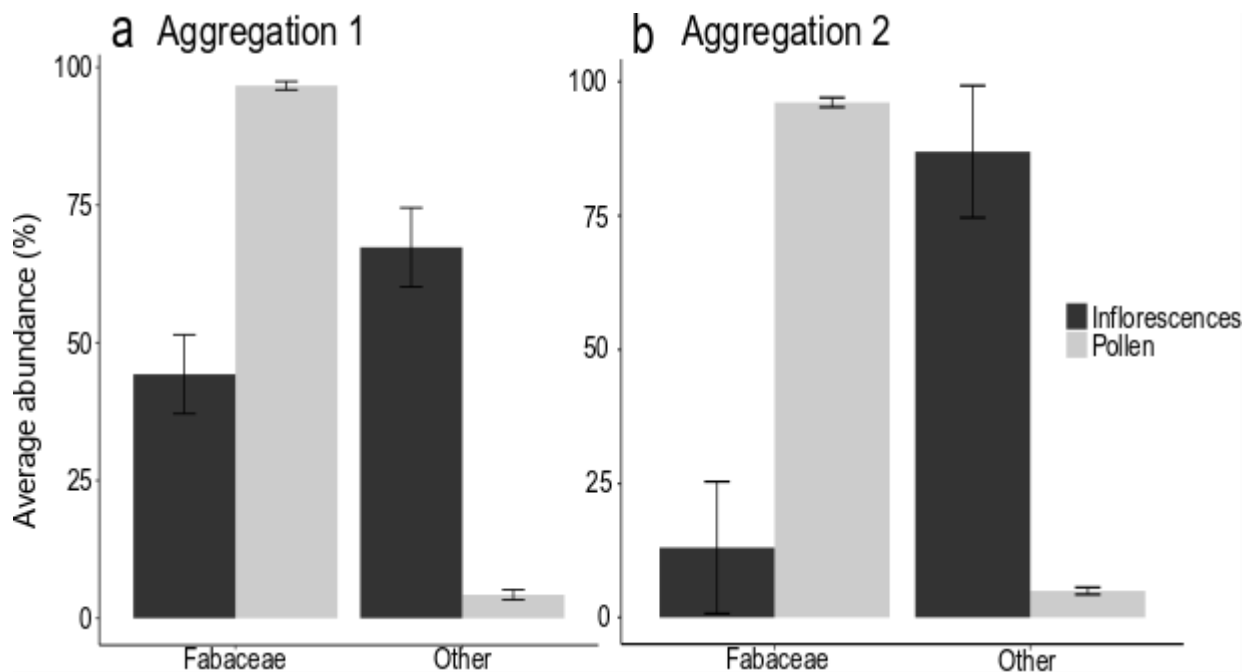 a Aggregation 1
b Aggregation 2
Average abundance (%)
100
75
50
25
0
Fabaceae
Other
100
75
50
25
0
Fabaceae
Other
Inflorescences
Pollen